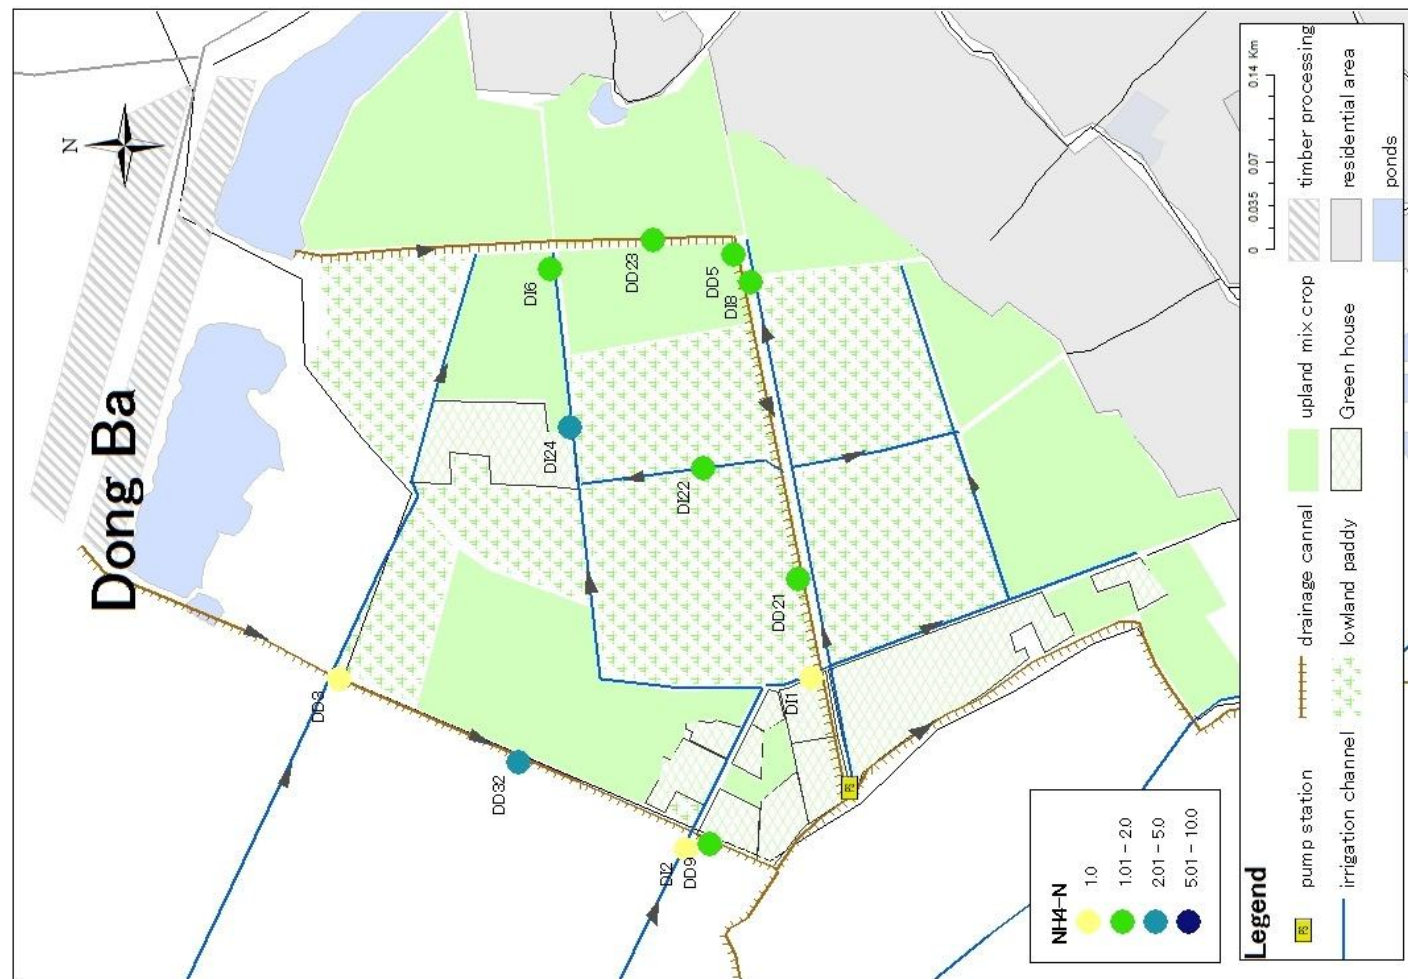 Dong Ba
N
DD3
DD32
DI2
DD9
DI1
DD21
DI22
DI24
DI6
DD23
DD5
DI8
PS
NH4-N
1.0
1.01 - 2.0
2.01 - 5.0
5.01 - 10.0
Legend
PS
pump station
irrigation channel
drainage cannal
lowland paddy
upland mix crop
Green house
timber processing
residential area
ponds
0 0.035 0.07 0.14 Km